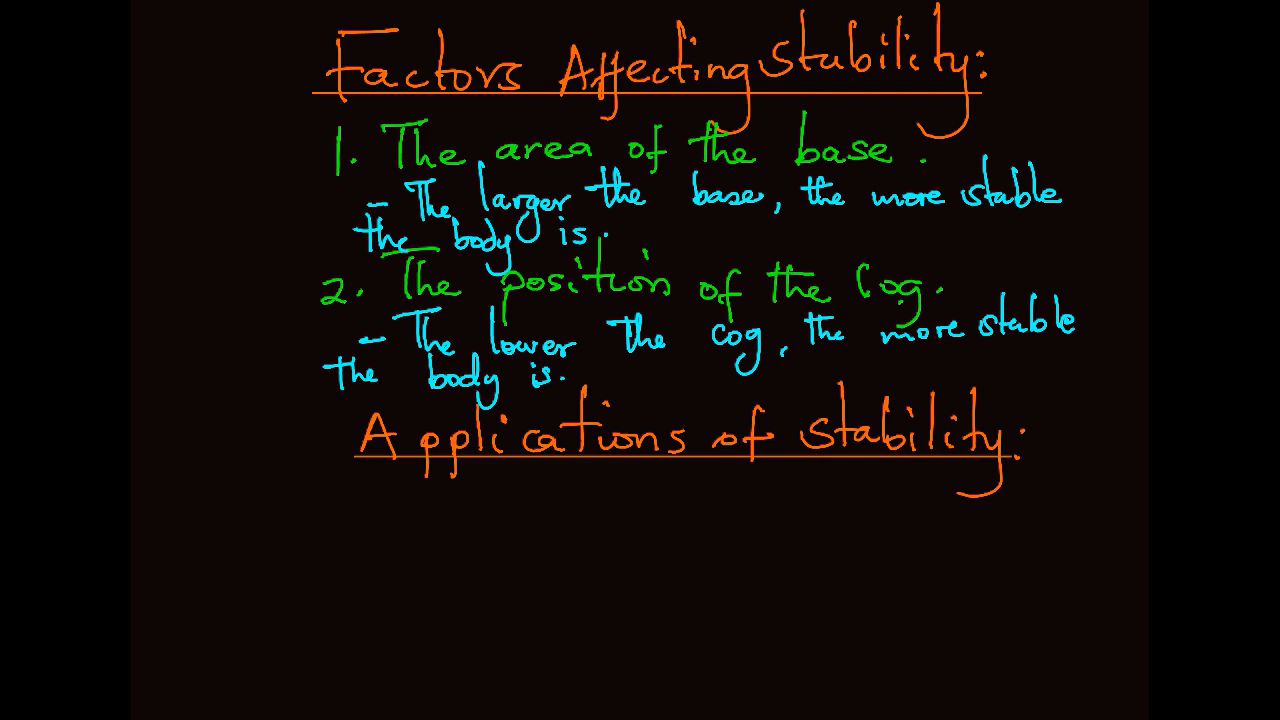 Factors Affecting Stability:
1. The area of the base.
- The larger the base, the more stable
the body is.
2. The position of the cog.
- The lower the cog, the more stable
the body is.
Applications of stability: